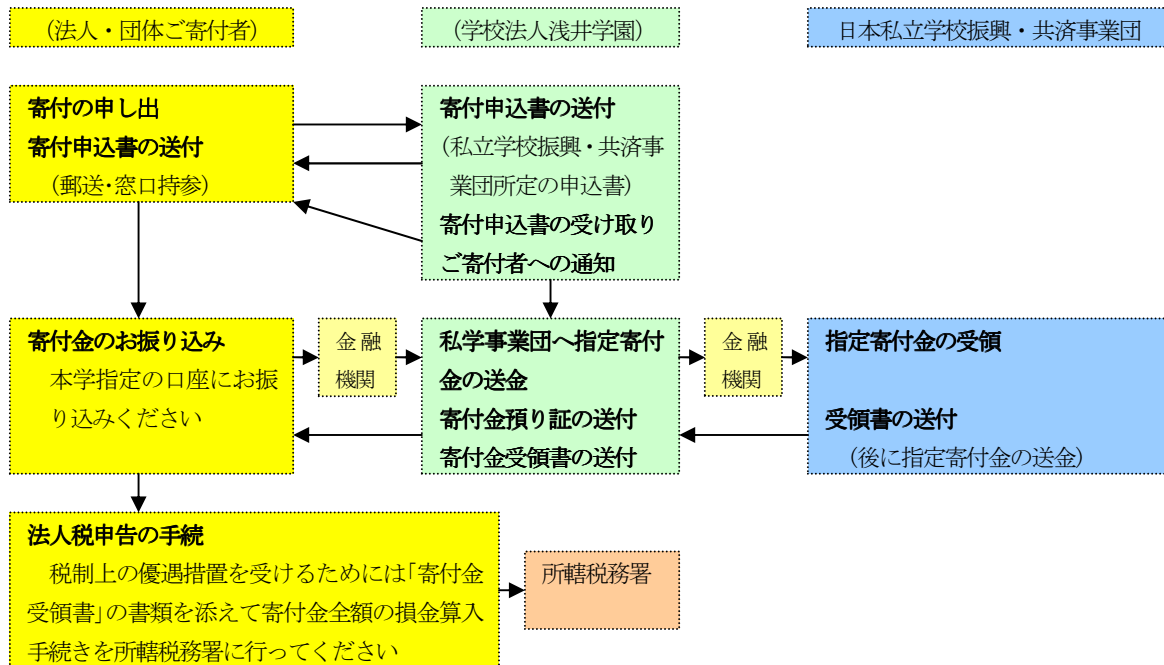 (法人・団体ご寄付者)
(学校法人浅井学園)
日本私立学校振興・共済事業団
寄付の申し出
寄付申込書の送付
(郵送・窓口持参)
寄付申込書の送付
(私立学校振興・共済事
業団所定の申込書)
寄付申込書の受け取り
ご寄付者への通知
寄付金のお振り込み
本学指定の口座にお振
り込みください
金融
機関
私学事業団へ指定寄付
金の送金
寄付金預り証の送付
寄付金受領書の送付
金融
機関
指定寄付金の受領
受領書の送付
(後に指定寄付金の送金)
法人税申告の手続
税制上の優遇措置を受けるためには「寄付金
受領書」の書類を添えて寄付金全額の損金算入
手続きを所轄税務署に行ってください
所轄税務署